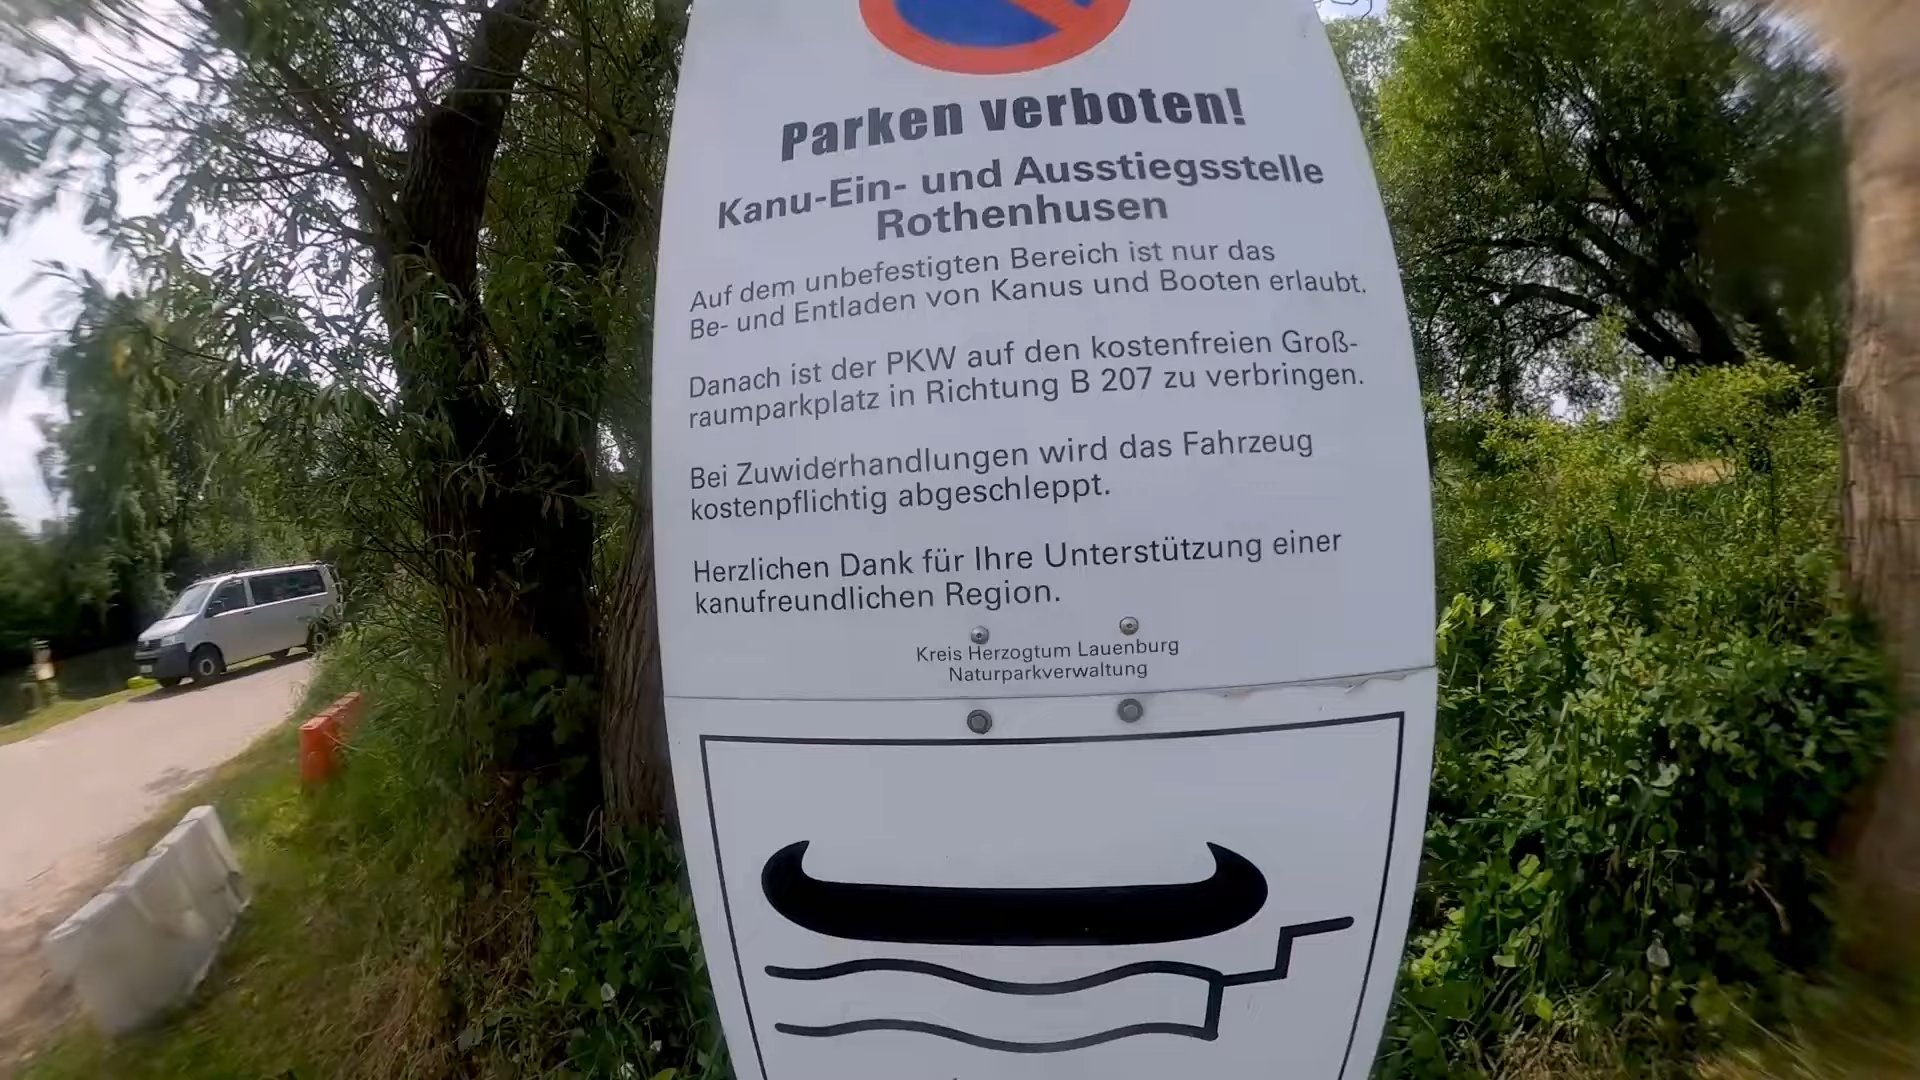 Parken verboten!
Kanu-Ein- und Ausstiegsstelle
Rothenhusen
Auf dem unbefestigten Bereich ist nur das
Be- und Entladen von Kanus und Booten erlaubt.
Danach ist der PKW auf den kostenfreien Groß-
raumparkplatz in Richtung B 207 zu verbringen.
Bei Zuwiderhandlungen wird das Fahrzeug
kostenpflichtig abgeschleppt.
Herzlichen Dank für Ihre Unterstützung einer
kanufreundlichen Region.
Kreis Herzogtum Lauenburg
Naturparkverwaltung